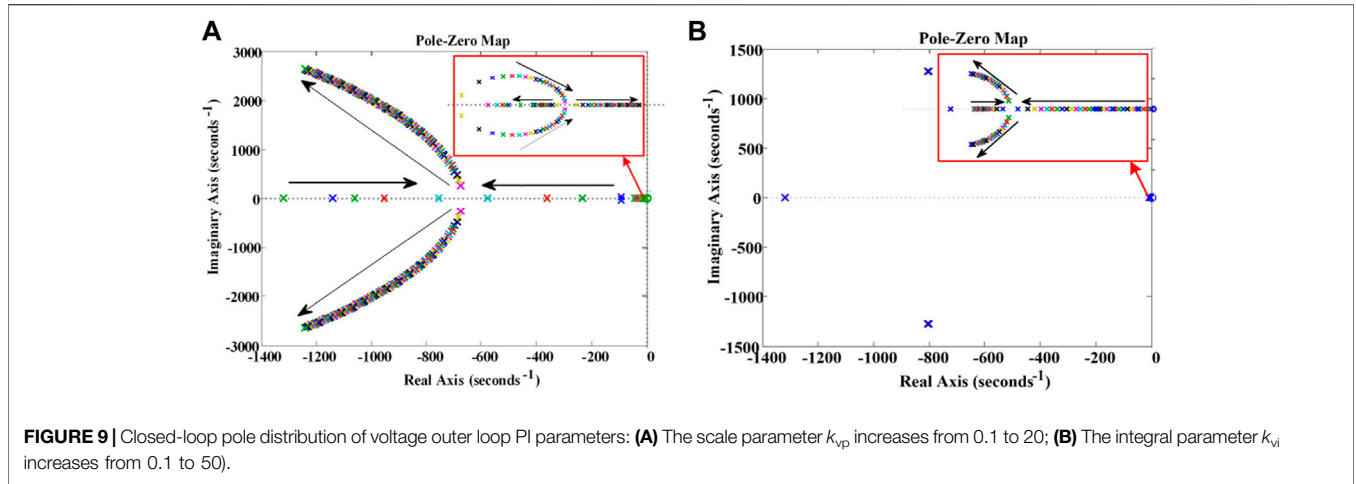 A
Pole-Zero Map
3000
2000
1000
0
-1000
-2000
-3000
-1400 -1200 -1000 -800 -600 -400 -200 0
Imaginary Axis (seconds⁻¹)
Real Axis (seconds⁻¹)
B
Pole-Zero Map
1500
1000
500
0
-500
-1000
-1500
-1400 -1200 -1000 -800 -600 -400 -200 0
Imaginary Axis (seconds⁻¹)
Real Axis (seconds⁻¹)
FIGURE 9 | Closed-loop pole distribution of voltage outer loop PI parameters: (A) The scale parameter kvp increases from 0.1 to 20; (B) The integral parameter kvi
increases from 0.1 to 50).